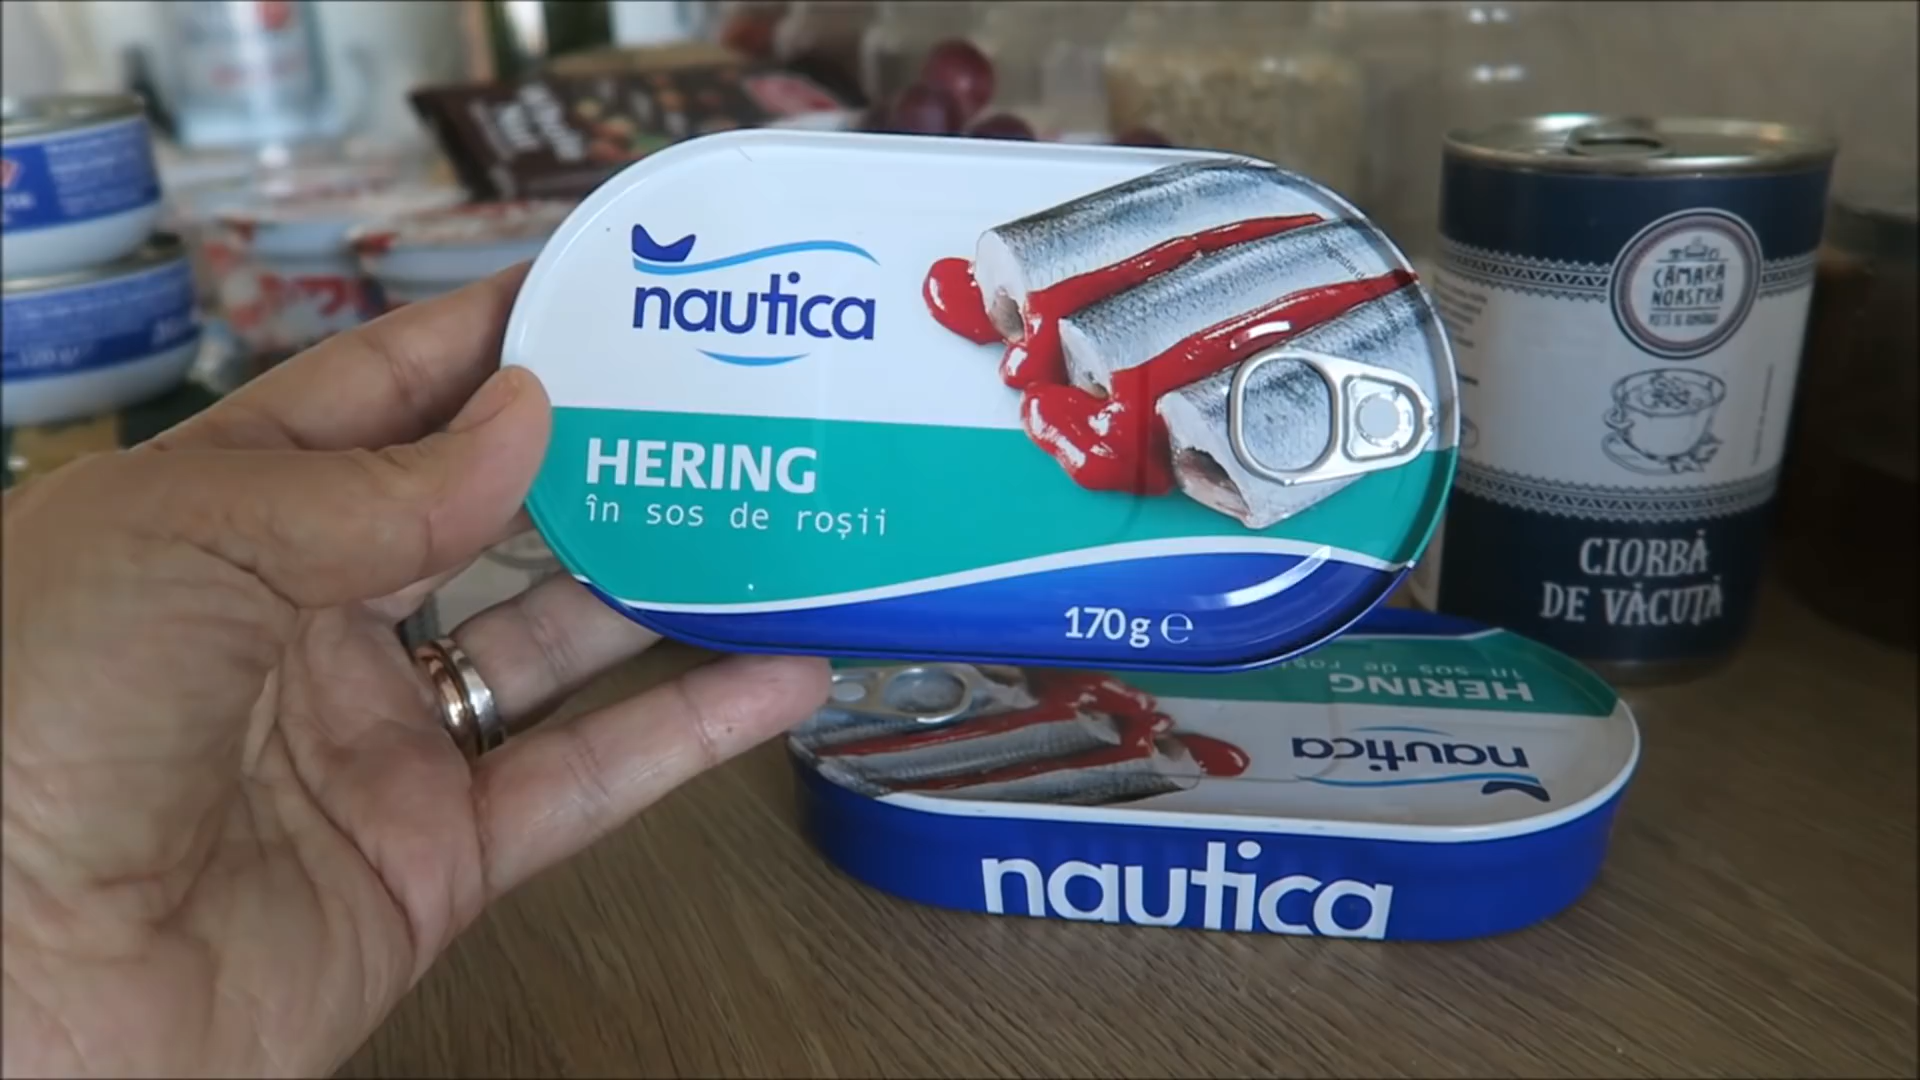 nautica
HERING
în sos de roșii
170g ℮
HERING
în sos de roșii
nautica
nautica
CĂMARA
NOASTRĂ
CIORBĂ
DE VĂCUȚĂ